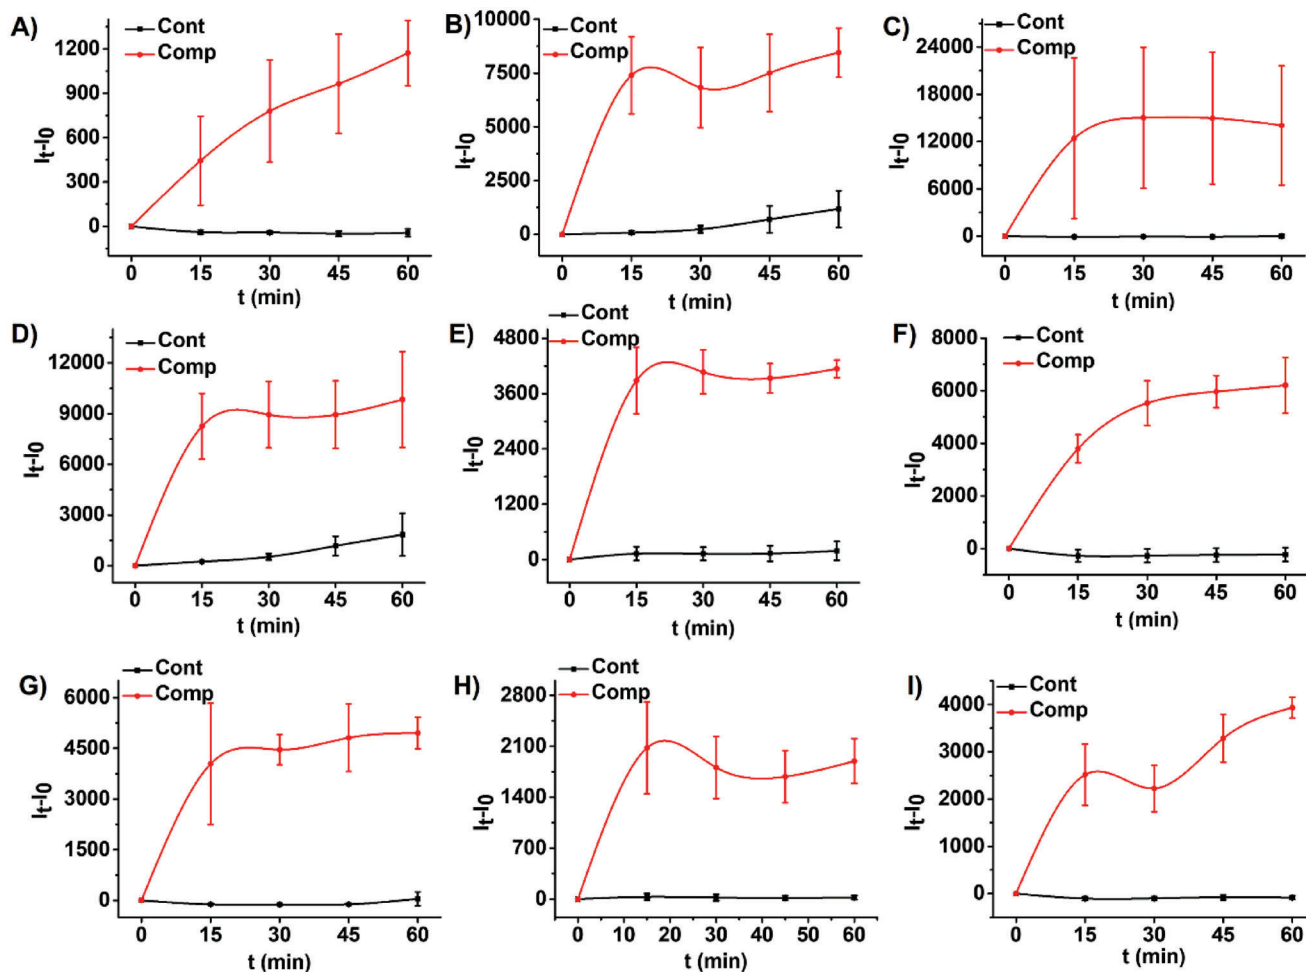 A)
Cont
Comp
1200
900
600
300
0
It-I0
0 15 30 45 60
t (min)
B)
Cont
Comp
10000
7500
5000
2500
0
It-I0
0 15 30 45 60
t (min)
C)
Cont
Comp
24000
18000
12000
6000
0
It-I0
0 15 30 45 60
t (min)
D)
Cont
Comp
12000
9000
6000
3000
0
It-I0
0 15 30 45 60
t (min)
E)
Cont
Comp
4800
3600
2400
1200
0
It-I0
0 15 30 45 60
t (min)
F)
Cont
Comp
8000
6000
4000
2000
0
It-I0
0 15 30 45 60
t (min)
G)
Cont
Comp
6000
4500
3000
1500
0
It-I0
0 15 30 45 60
t (min)
H)
Cont
Comp
2800
2100
1400
700
0
It-I0
0 10 20 30 40 50 60
t (min)
I)
Cont
Comp
4000
3000
2000
1000
0
It-I0
0 15 30 45 60
t (min)